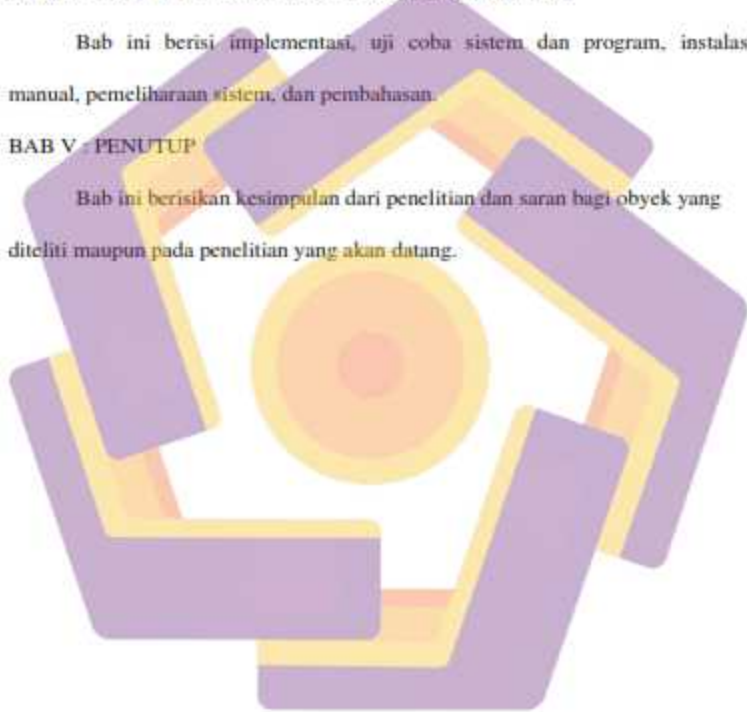 Bab ini berisi implementasi, uji coba sistem dan program, instalas
manual, pemeliharaan sistem, dan pembahasan.
BAB V : PENUTUP
Bab ini berisikan kesimpulan dari penelitian dan saran bagi obyek yang
diteliti maupun pada penelitian yang akan datang.